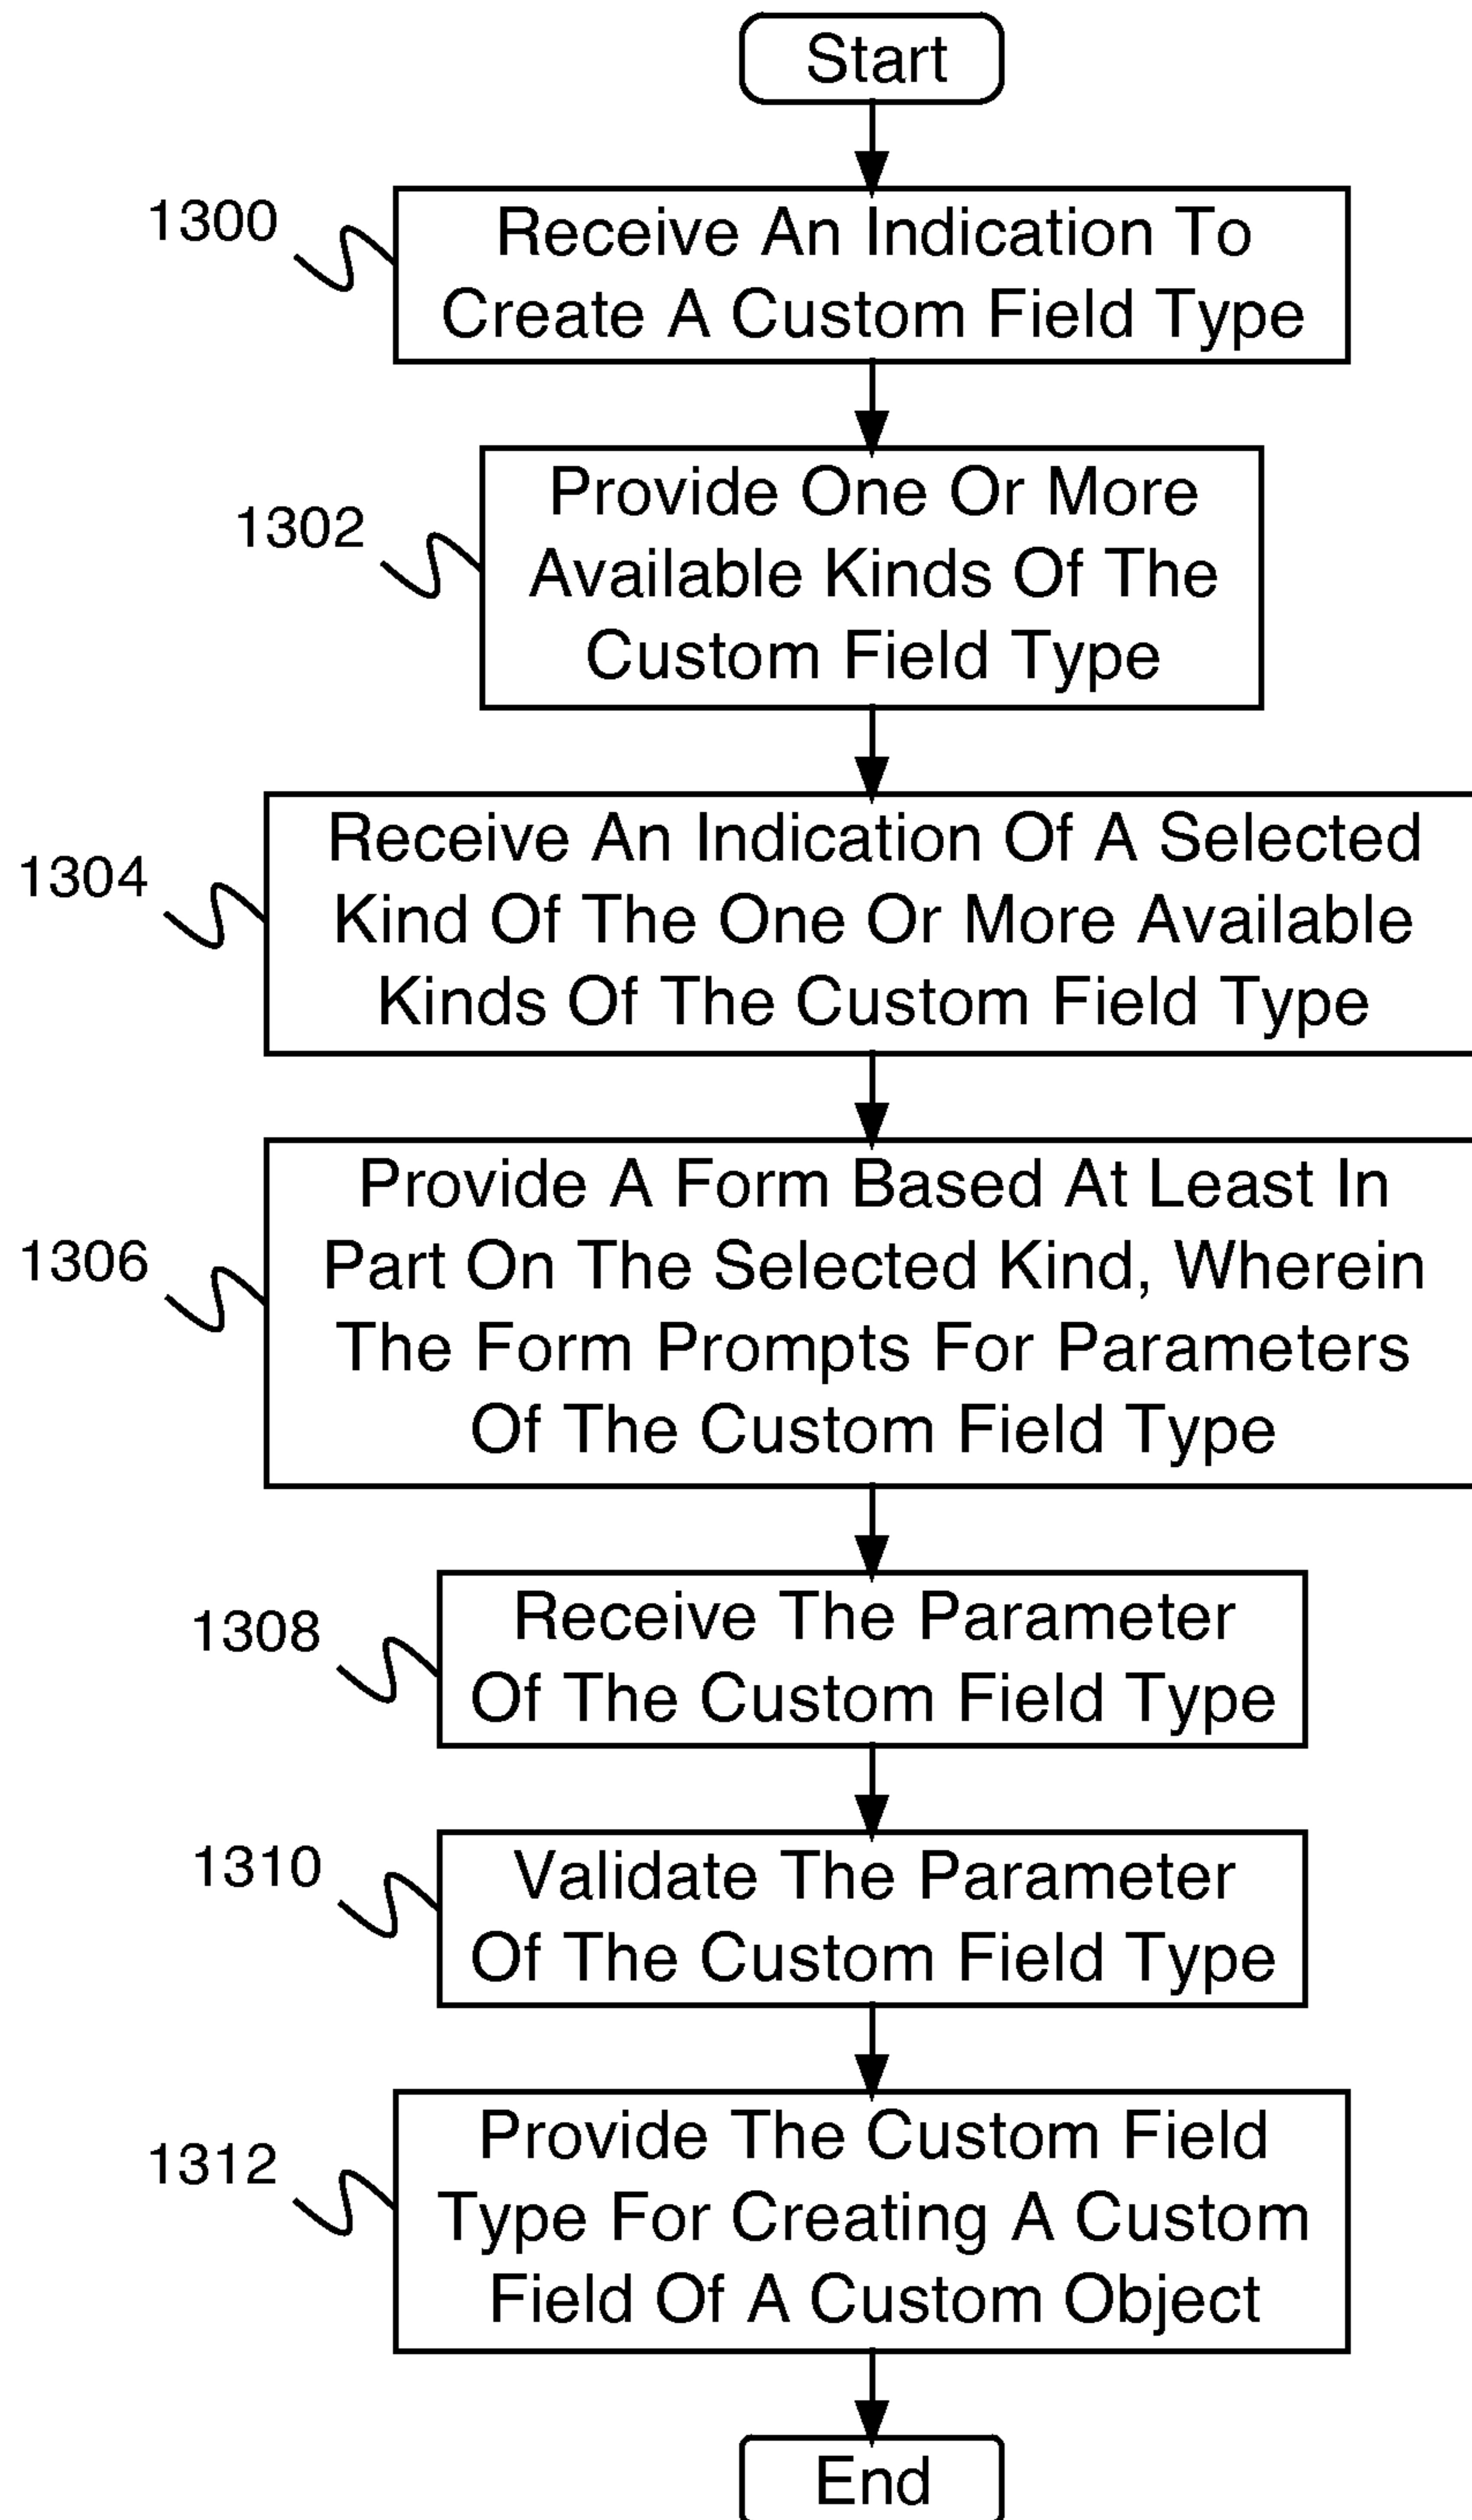 Start
1300
Receive An Indication To
Create A Custom Field Type
1302
Provide One Or More
Available Kinds Of The
Custom Field Type
1304
Receive An Indication Of A Selected
Kind Of The One Or More Available
Kinds Of The Custom Field Type
1306
Provide A Form Based At Least In
Part On The Selected Kind, Wherein
The Form Prompts For Parameters
Of The Custom Field Type
1308
Receive The Parameter
Of The Custom Field Type
1310
Validate The Parameter
Of The Custom Field Type
1312
Provide The Custom Field
Type For Creating A Custom
Field Of A Custom Object
End